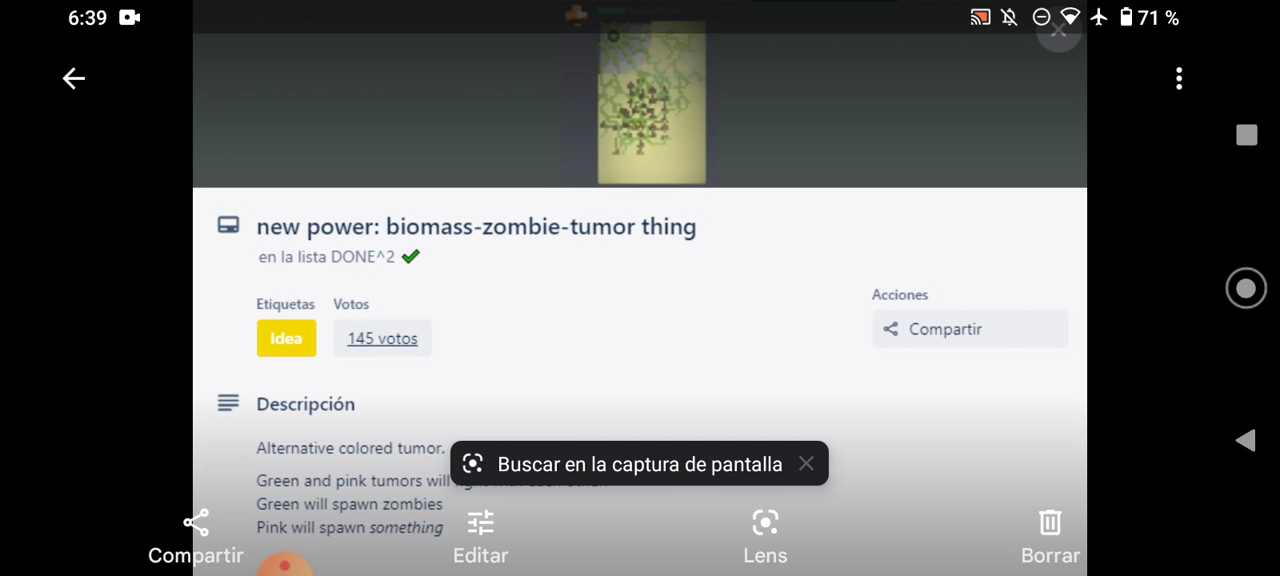 6:39
71 %
new power: biomass-zombie-tumor thing
en la lista DONE^2
Etiquetas Votos
Acciones
Idea
145 votos
Compartir
Descripción
Alternative colored tumor.
Buscar en la captura de pantalla
Green and pink tumors will
Green will spawn zombies
Pink will spawn something
Compartir
Editar
Lens
Borrar